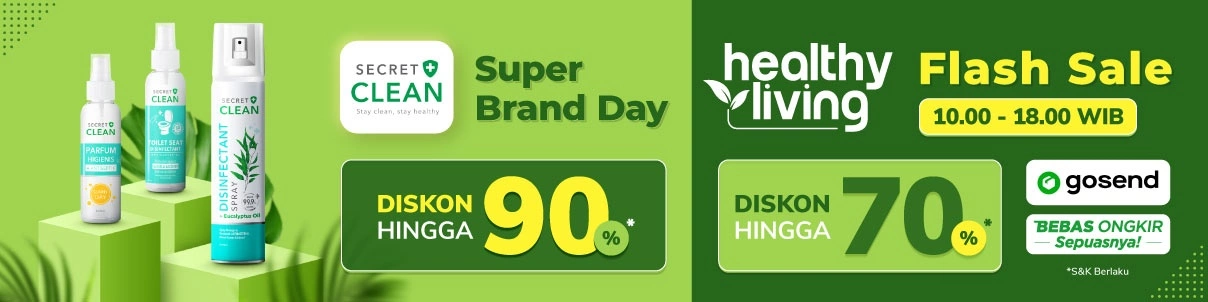 SECRET
CLEAN
PARFUM
HIGIENIS
SECRET
CLEAN
TOILET SEAT
DISINFECTANT
SECRET
CLEAN
DISINFECTANT
SPRAY
99.9
+ Eucalyptus Oil
SECRET
CLEAN
Stay clean, stay healthy
Super
Brand Day
DISKON
HINGGA
90%*
healthy
living
Flash Sale
10.00 - 18.00 WIB
DISKON
HINGGA
70%*
gosend
BEBAS ONGKIR
Sepuasnya!
*S&K Berlaku